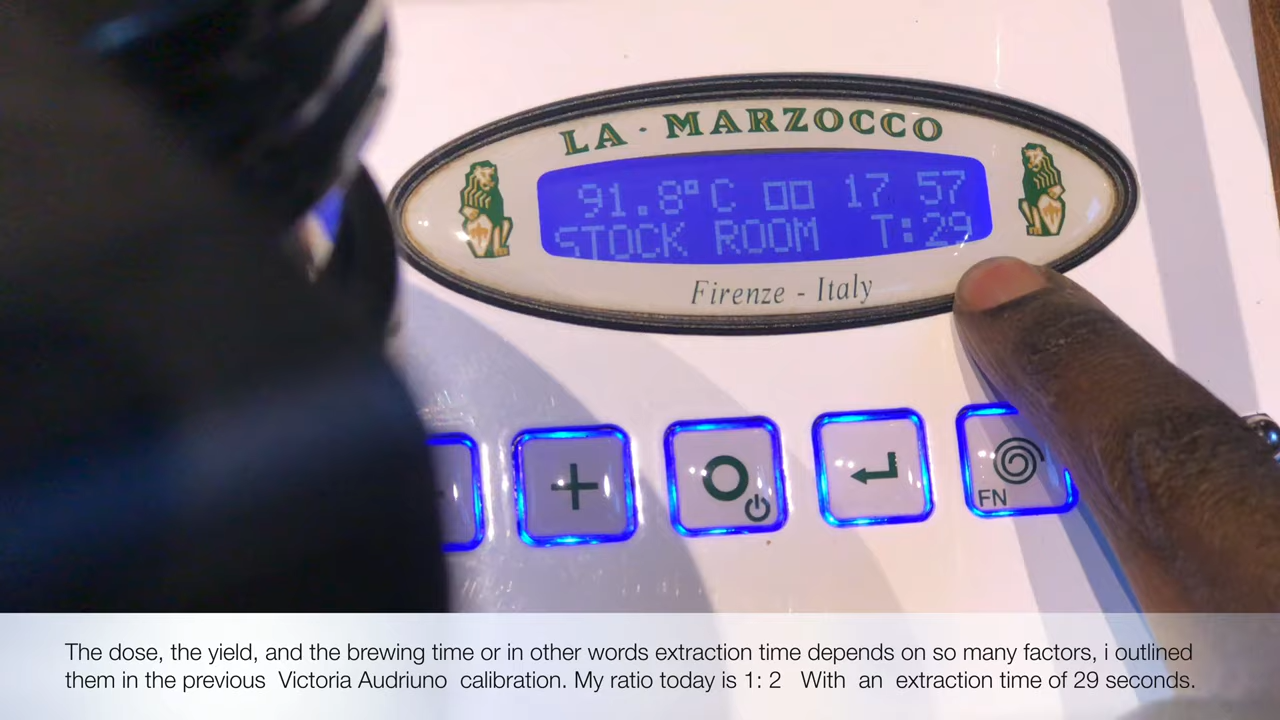 LA · MARZOCCO
91.8°C 17 57
STOCK ROOM T:29
Firenze - Italy
FN
The dose, the yield, and the brewing time or in other words extraction time depends on so many factors, i outlined
them in the previous Victoria Audriuno calibration. My ratio today is 1: 2 With an extraction time of 29 seconds.